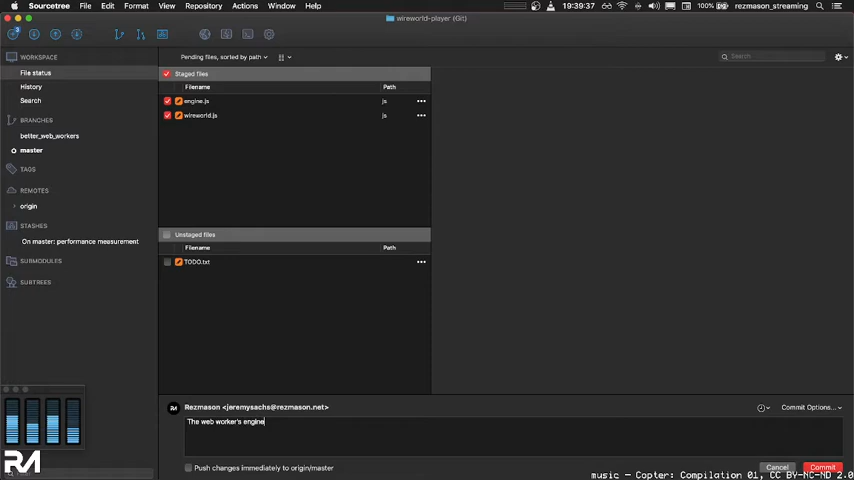 Sourcetree File Edit Format View Repository Actions Window Help 100% 19:39:37 rezmason_streaming
wireworld-player (Git)
3
Pending files, sorted by path
Search
WORKSPACE
File status
History
Search
BRANCHES
better_web_workers
master
TAGS
REMOTES
origin
STASHES
On master: performance measurement
SUBMODULES
SUBTREES
Staged files
Filename Path
engine.js js
wireworld.js js
Unstaged files
Filename Path
TODO.txt
RM Rezmason <jeremysachs@rezmason.net> Commit Options...
The web worker's engine
Push changes immediately to origin/master
Cancel Commit
RM
music – Copter: Compilation 01, CC BY-NC-ND 2.0